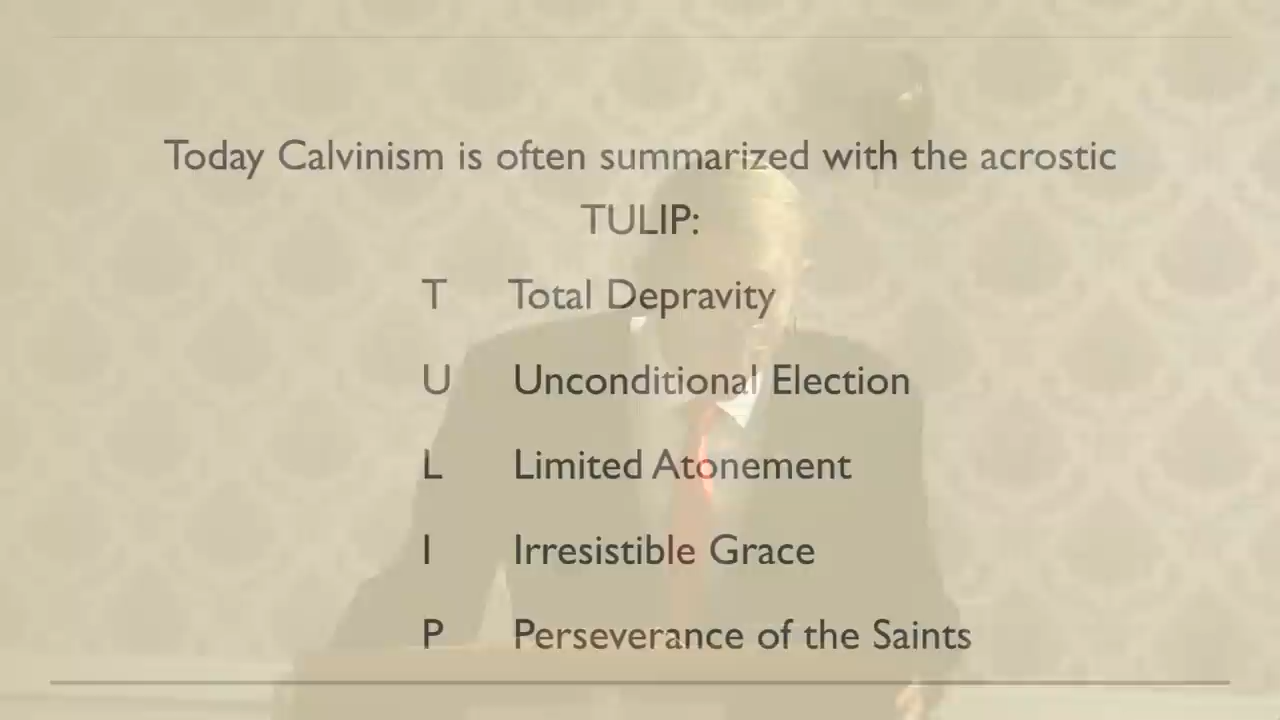 Today Calvinism is often summarized with the acrostic
TULIP:
T Total Depravity
U Unconditional Election
L Limited Atonement
I Irresistible Grace
P Perseverance of the Saints